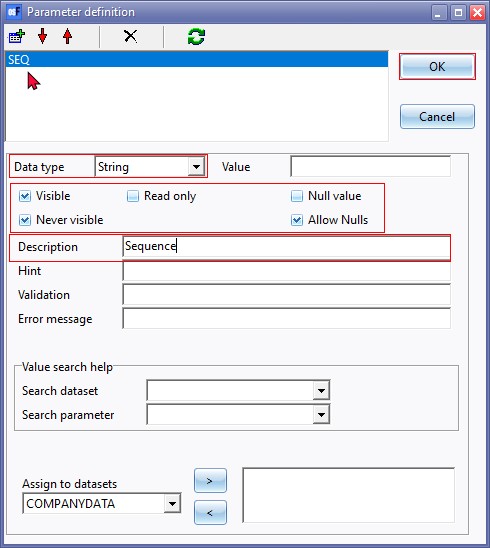 Parameter definition
SEQ
OK
Cancel
Data type String Value
Visible Read only Null value
Never visible Allow Nulls
Description Sequence
Hint
Validation
Error message
Value search help
Search dataset
Search parameter
Assign to datasets
>
COMPANYDATA
<